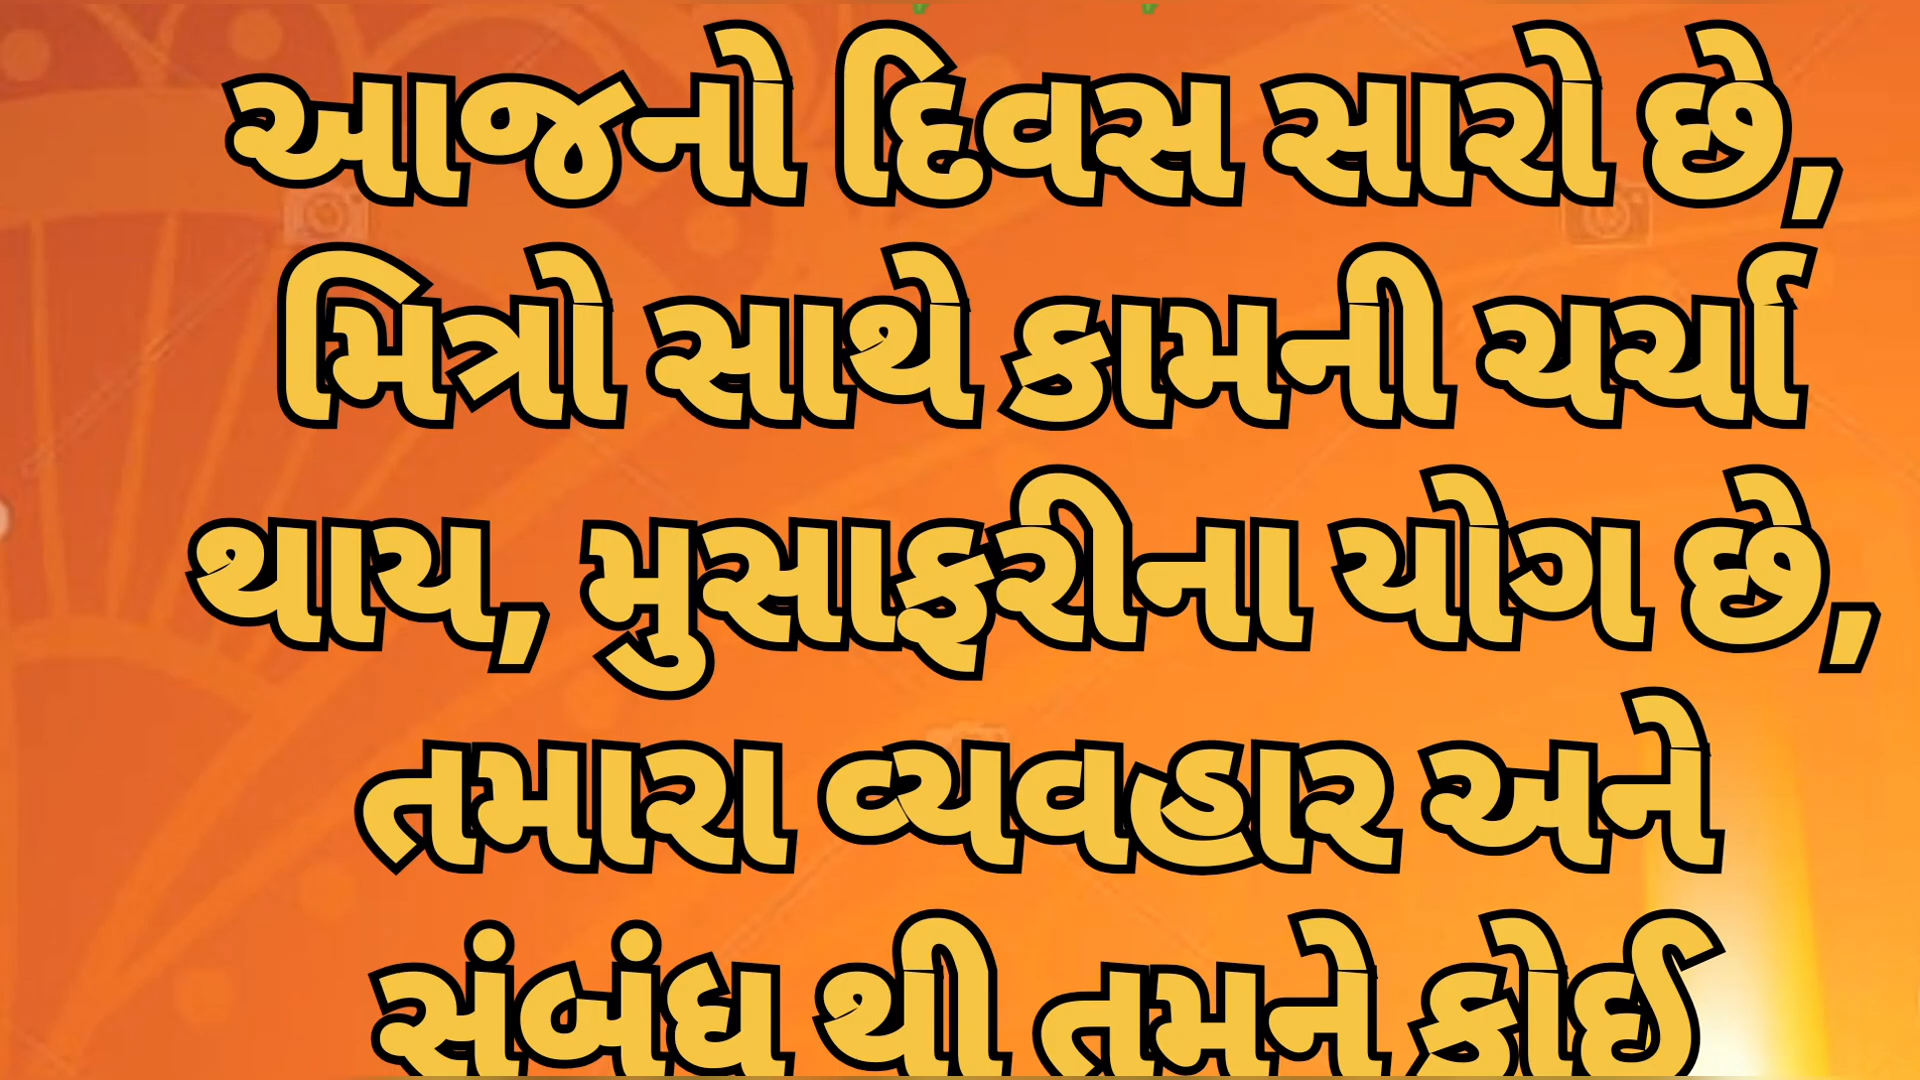 આજનો દિવસ સારો છે,
મિત્રો સાથે કામની ચર્ચા
થાય, મુસાફરીના યોગ છે,
તમારા વ્યવહાર અને
સંબંધ થી તમને કોઈ